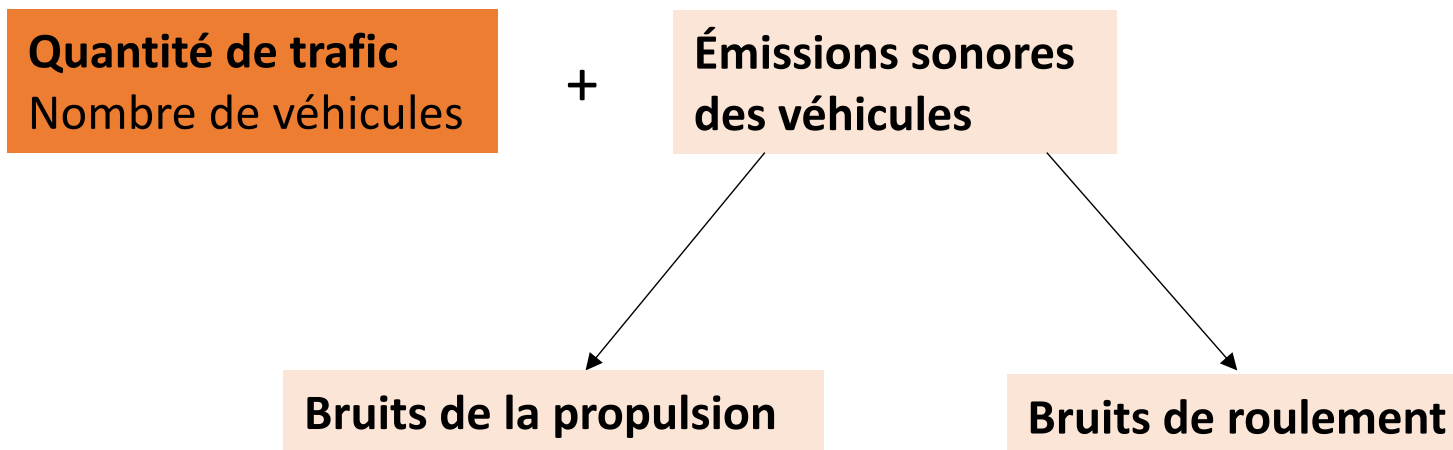 Quantité de trafic
Nombre de véhicules
+
Émissions sonores
des véhicules
Bruits de la propulsion
Bruits de roulement